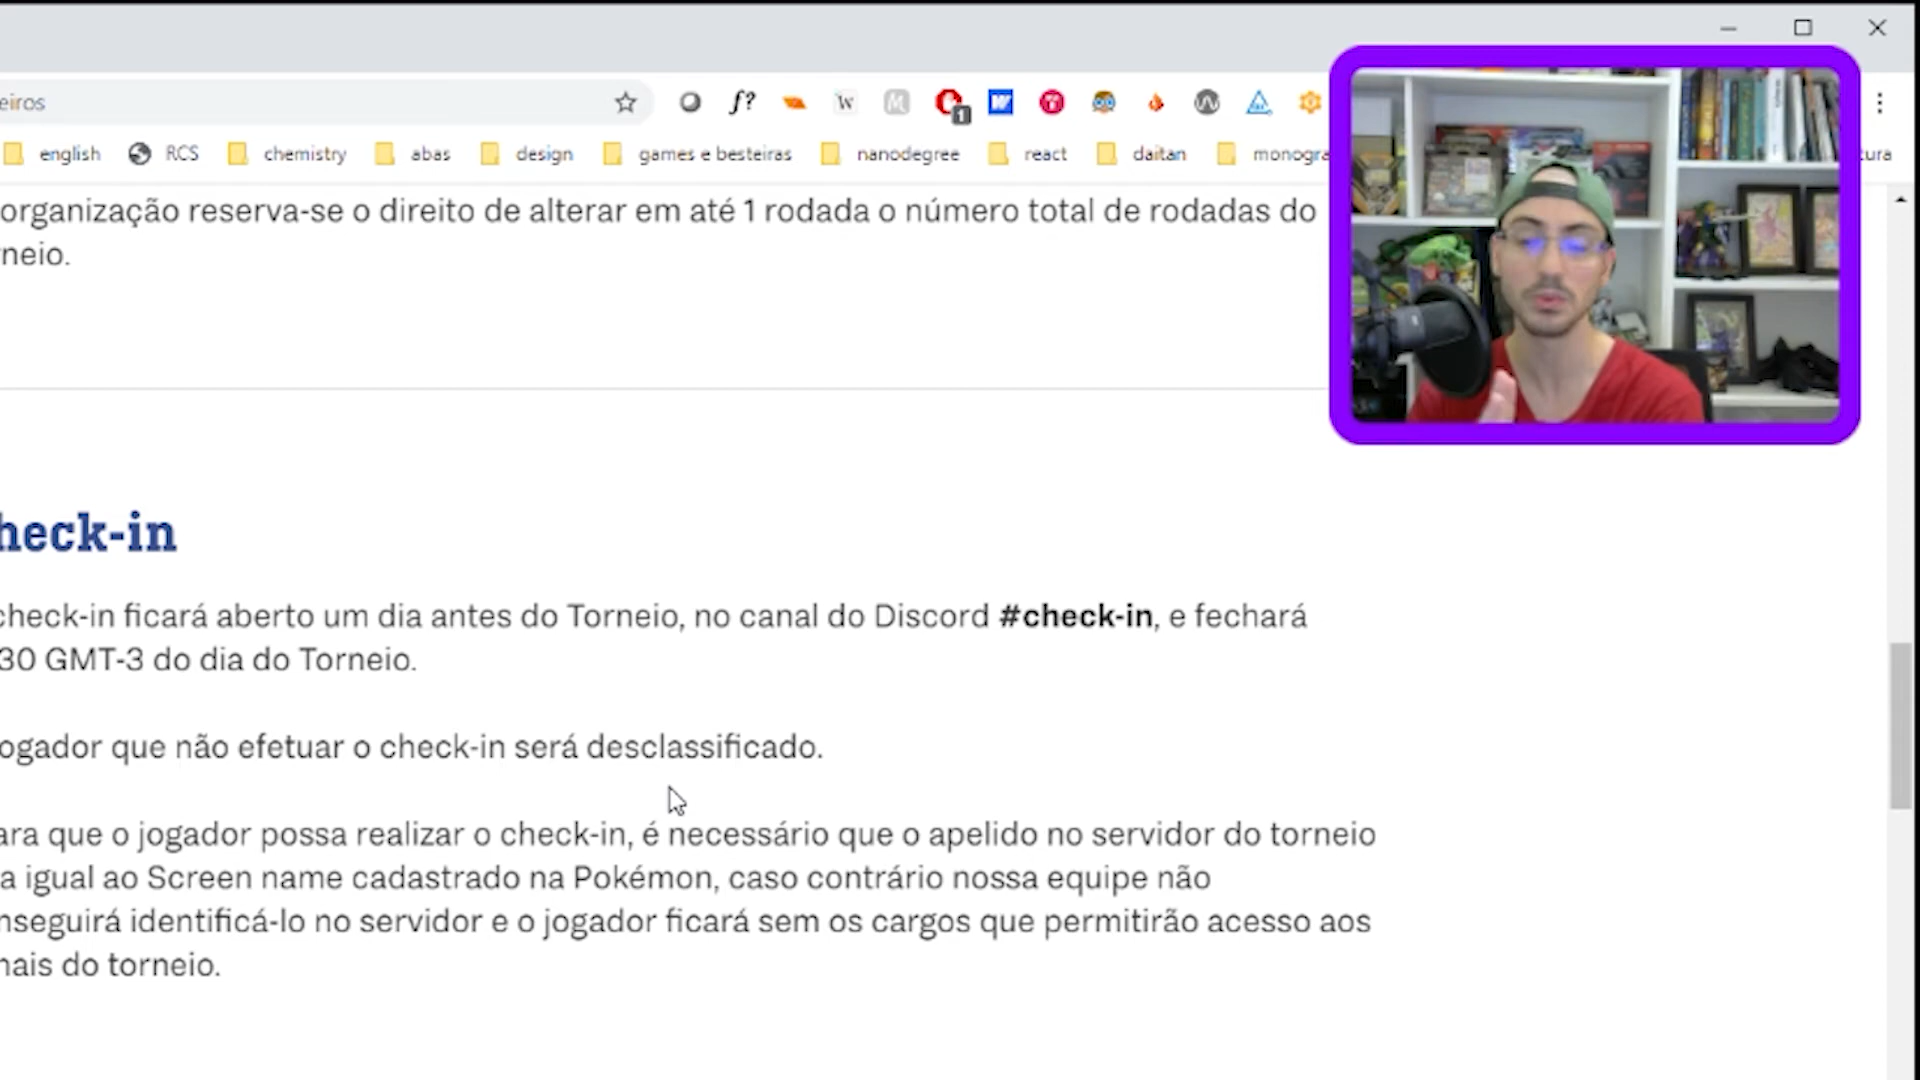 eiros
english RCS chemistry abas design games e besteiras nanodegree react daitan monogra tura
organização reserva-se o direito de alterar em até 1 rodada o número total de rodadas do
rneio.
heck-in
check-in ficará aberto um dia antes do Torneio, no canal do Discord #check-in, e fechará
30 GMT-3 do dia do Torneio.
ogador que não efetuar o check-in será desclassificado.
ara que o jogador possa realizar o check-in, é necessário que o apelido no servidor do torneio
a igual ao Screen name cadastrado na Pokémon, caso contrário nossa equipe não
nseguirá identificá-lo no servidor e o jogador ficará sem os cargos que permitirão acesso aos
nais do torneio.